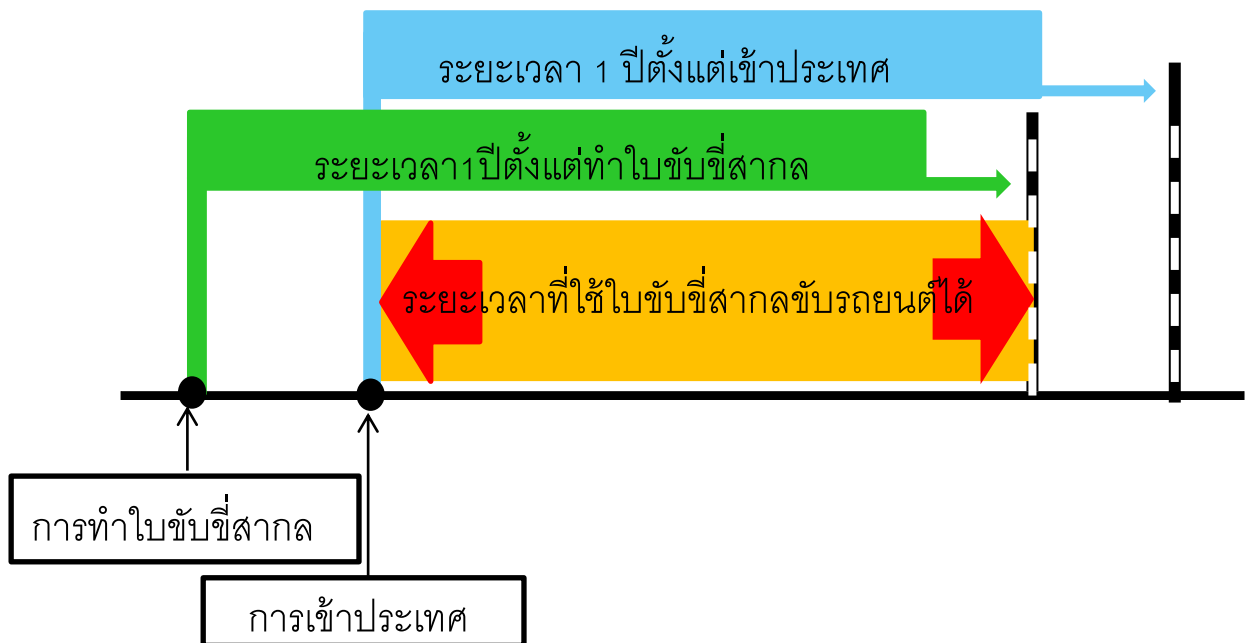 ระยะเวลา 1 ปีตั้งแต่เข้าประเทศ
ระยะเวลา1ปีตั้งแต่ทำใบขับขี่สากล
ระยะเวลาที่ใช้ใบขับขี่สากลขับรถยนต์ได้
การทำใบขับขี่สากล
การเข้าประเทศ